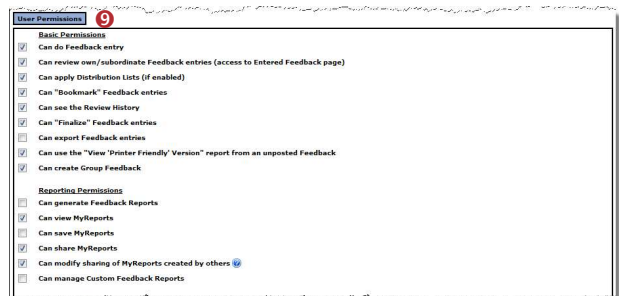 User Permissions 9
Basic Permissions
Can do Feedback entry
Can review own/subordinate Feedback entries (access to Entered Feedback page)
Can apply Distribution Lists (if enabled)
Can "Bookmark" Feedback entries
Can see the Review History
Can "Finalize" Feedback entries
Can export Feedback entries
Can use the "View 'Printer Friendly' Version" report from an unposted Feedback
Can create Group Feedback
Reporting Permissions
Can generate Feedback Reports
Can view MyReports
Can save MyReports
Can share MyReports
Can modify sharing of MyReports created by others ?
Can manage Custom Feedback Reports